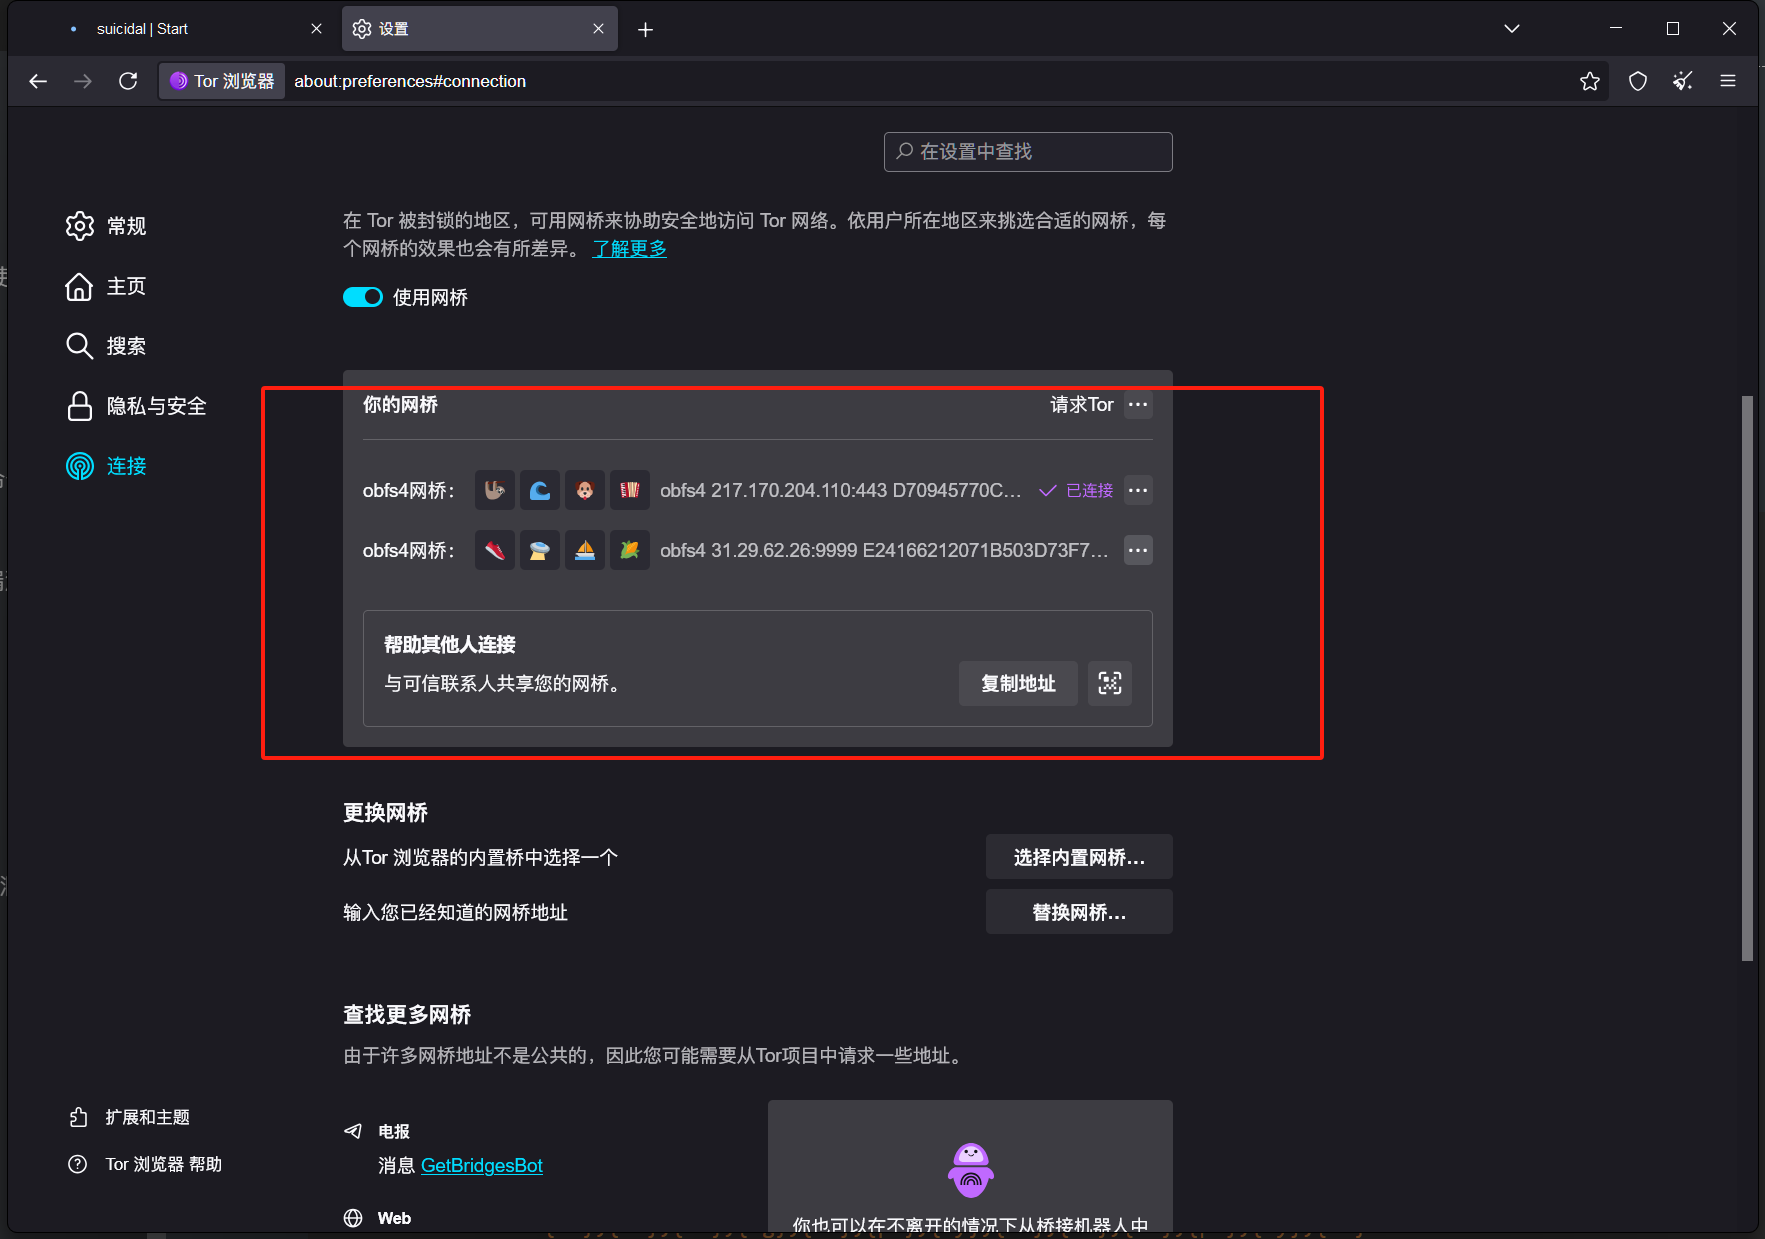 suicidal | Start
设置
Tor 浏览器
about:preferences#connection
在设置中查找
常规
主页
搜索
隐私与安全
连接
在 Tor 被封锁的地区，可用网桥来协助安全地访问 Tor 网络。依用户所在地区来挑选合适的网桥，每
个网桥的效果也会有所差异。 了解更多
使用网桥
你的网桥
请求Tor
obfs4网桥：
obfs4 217.170.204.110:443 D70945770C…
已连接
obfs4网桥：
obfs4 31.29.62.26:9999 E24166212071B503D73F7…
帮助其他人连接
与可信联系人共享您的网桥。
复制地址
更换网桥
从Tor 浏览器的内置桥中选择一个
选择内置网桥…
输入您已经知道的网桥地址
替换网桥…
查找更多网桥
由于许多网桥地址不是公共的，因此您可能需要从Tor项目中请求一些地址。
电报
消息 GetBridgesBot
Web
你也可以在不离开的情况下从桥接机器人中
扩展和主题
Tor 浏览器 帮助